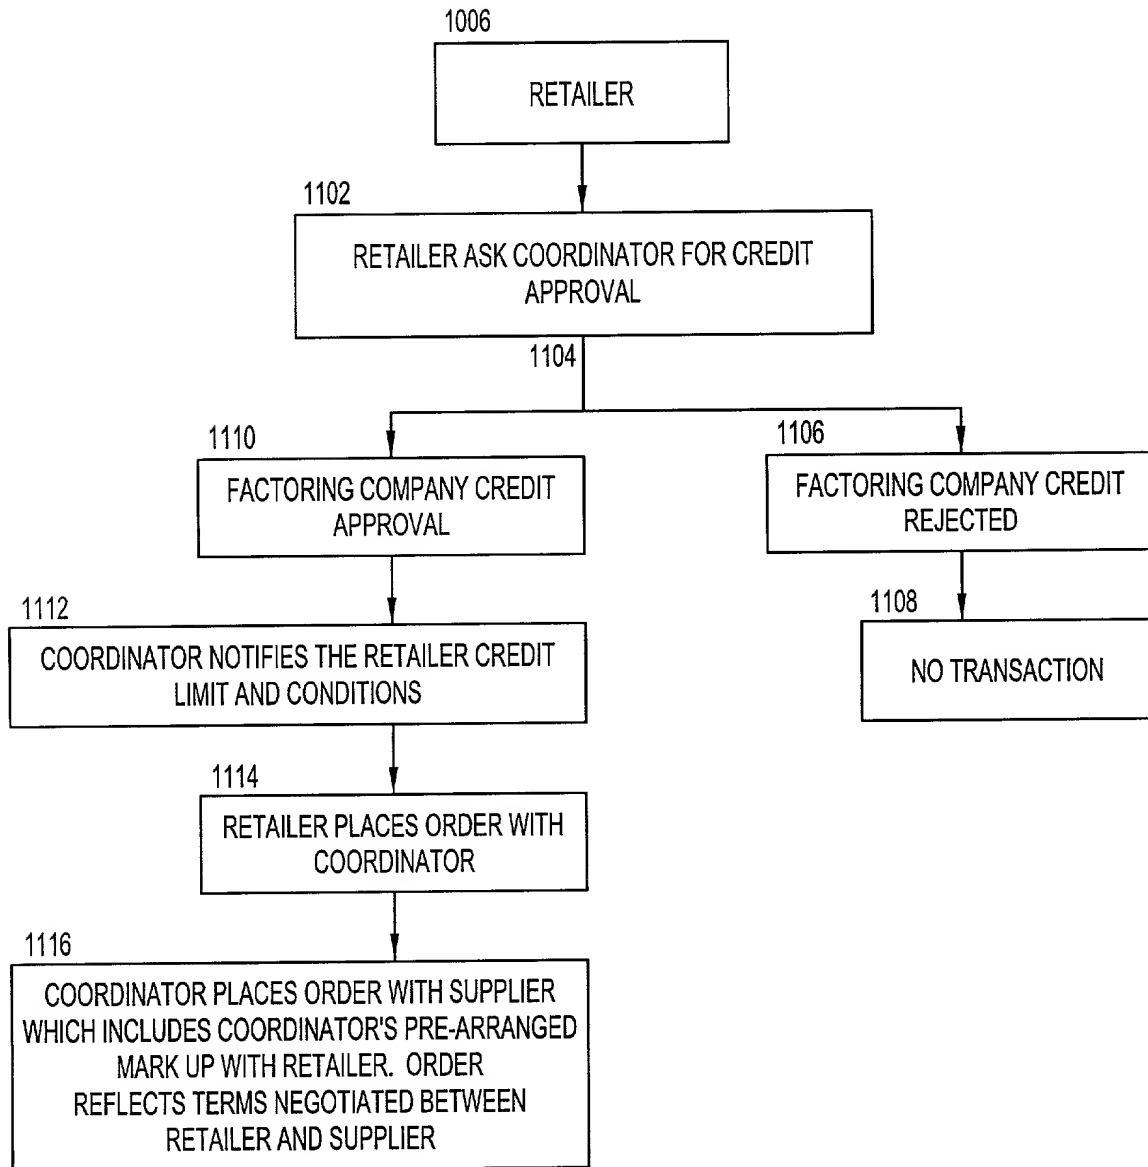 1006
RETAILER
1102
RETAILER ASK COORDINATOR FOR CREDIT
APPROVAL
1104
1110
FACTORING COMPANY CREDIT
APPROVAL
1106
FACTORING COMPANY CREDIT
REJECTED
1112
COORDINATOR NOTIFIES THE RETAILER CREDIT
LIMIT AND CONDITIONS
1108
NO TRANSACTION
1114
RETAILER PLACES ORDER WITH
COORDINATOR
1116
COORDINATOR PLACES ORDER WITH SUPPLIER
WHICH INCLUDES COORDINATOR'S PRE-ARRANGED
MARK UP WITH RETAILER. ORDER
REFLECTS TERMS NEGOTIATED BETWEEN
RETAILER AND SUPPLIER